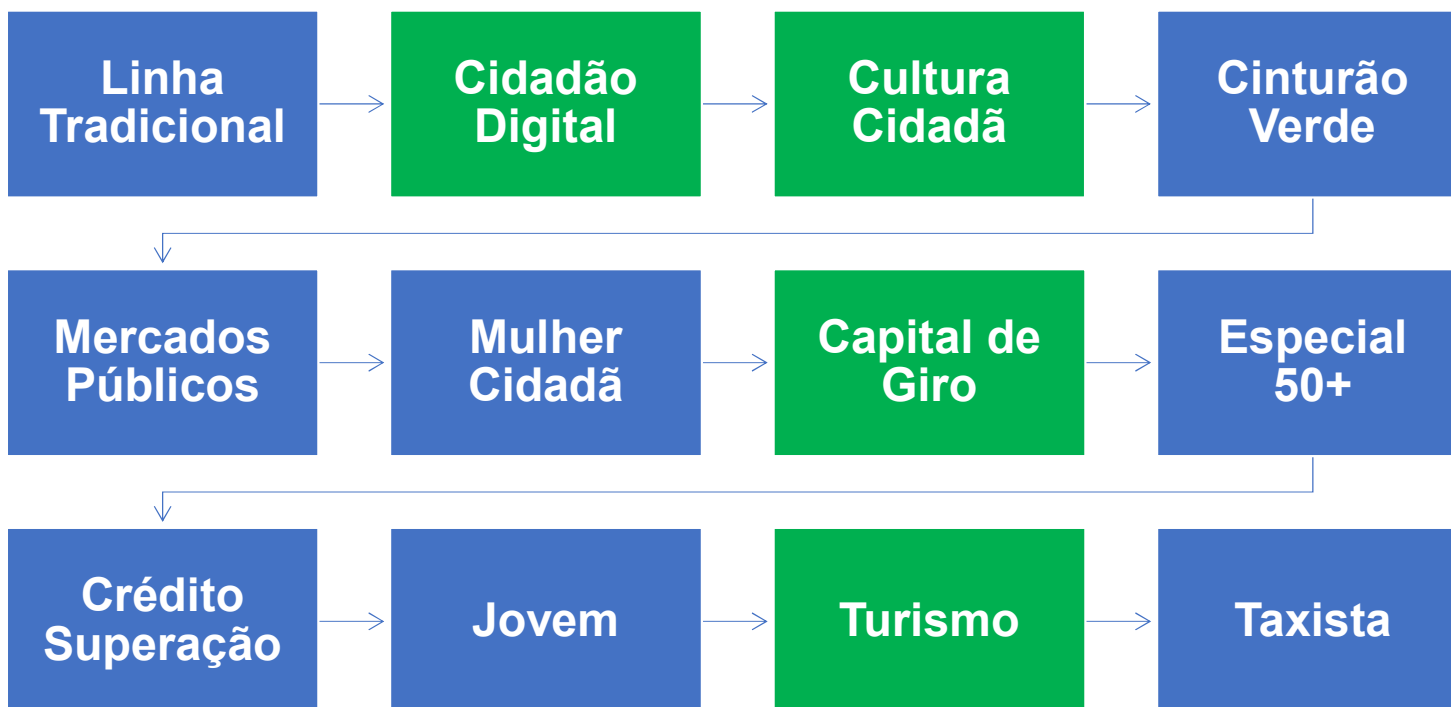 Linha
Tradicional
Cidadão
Digital
Cultura
Cidadã
Cinturão
Verde
Mercados
Públicos
Mulher
Cidadã
Capital de
Giro
Especial
50+
Crédito
Superação
Jovem
Turismo
Taxista